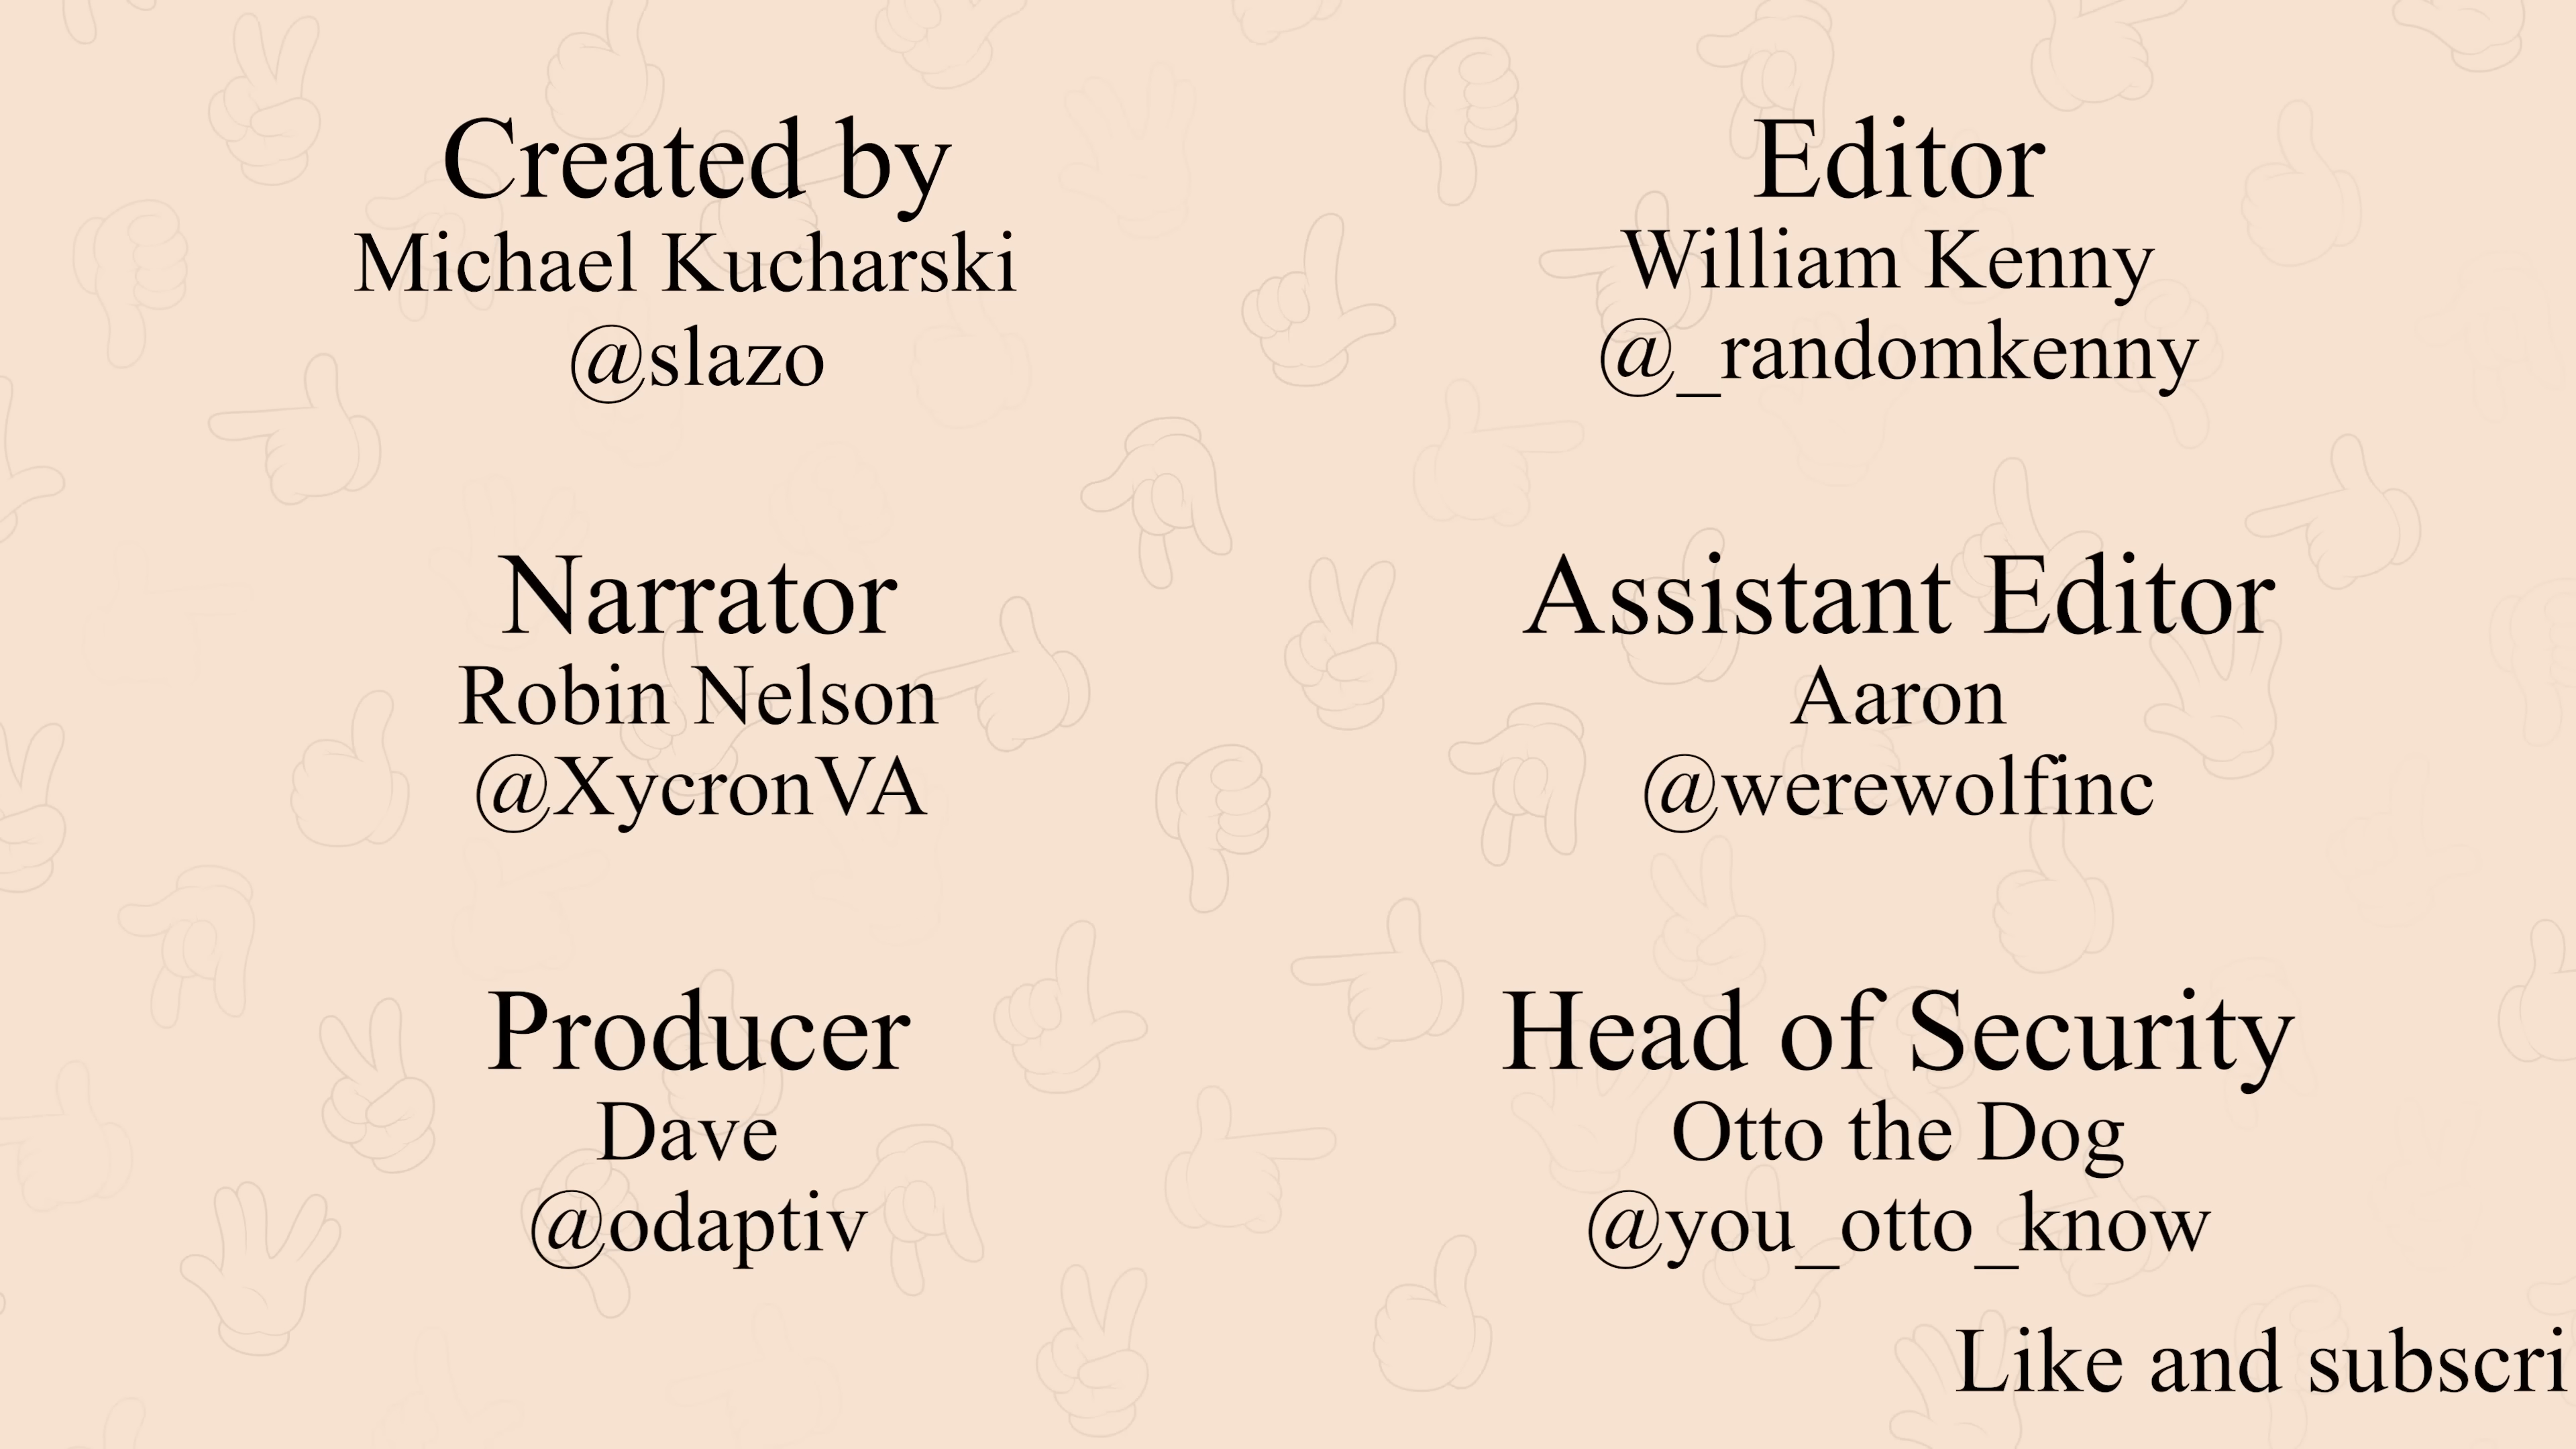 Created by
Michael Kucharski
@slazo
Narrator
Robin Nelson
@XycronVA
Producer
Dave
@odaptiv
Editor
William Kenny
@_randomkenny
Assistant Editor
Aaron
@werewolfinc
Head of Security
Otto the Dog
@you_otto_know
Like and subscri